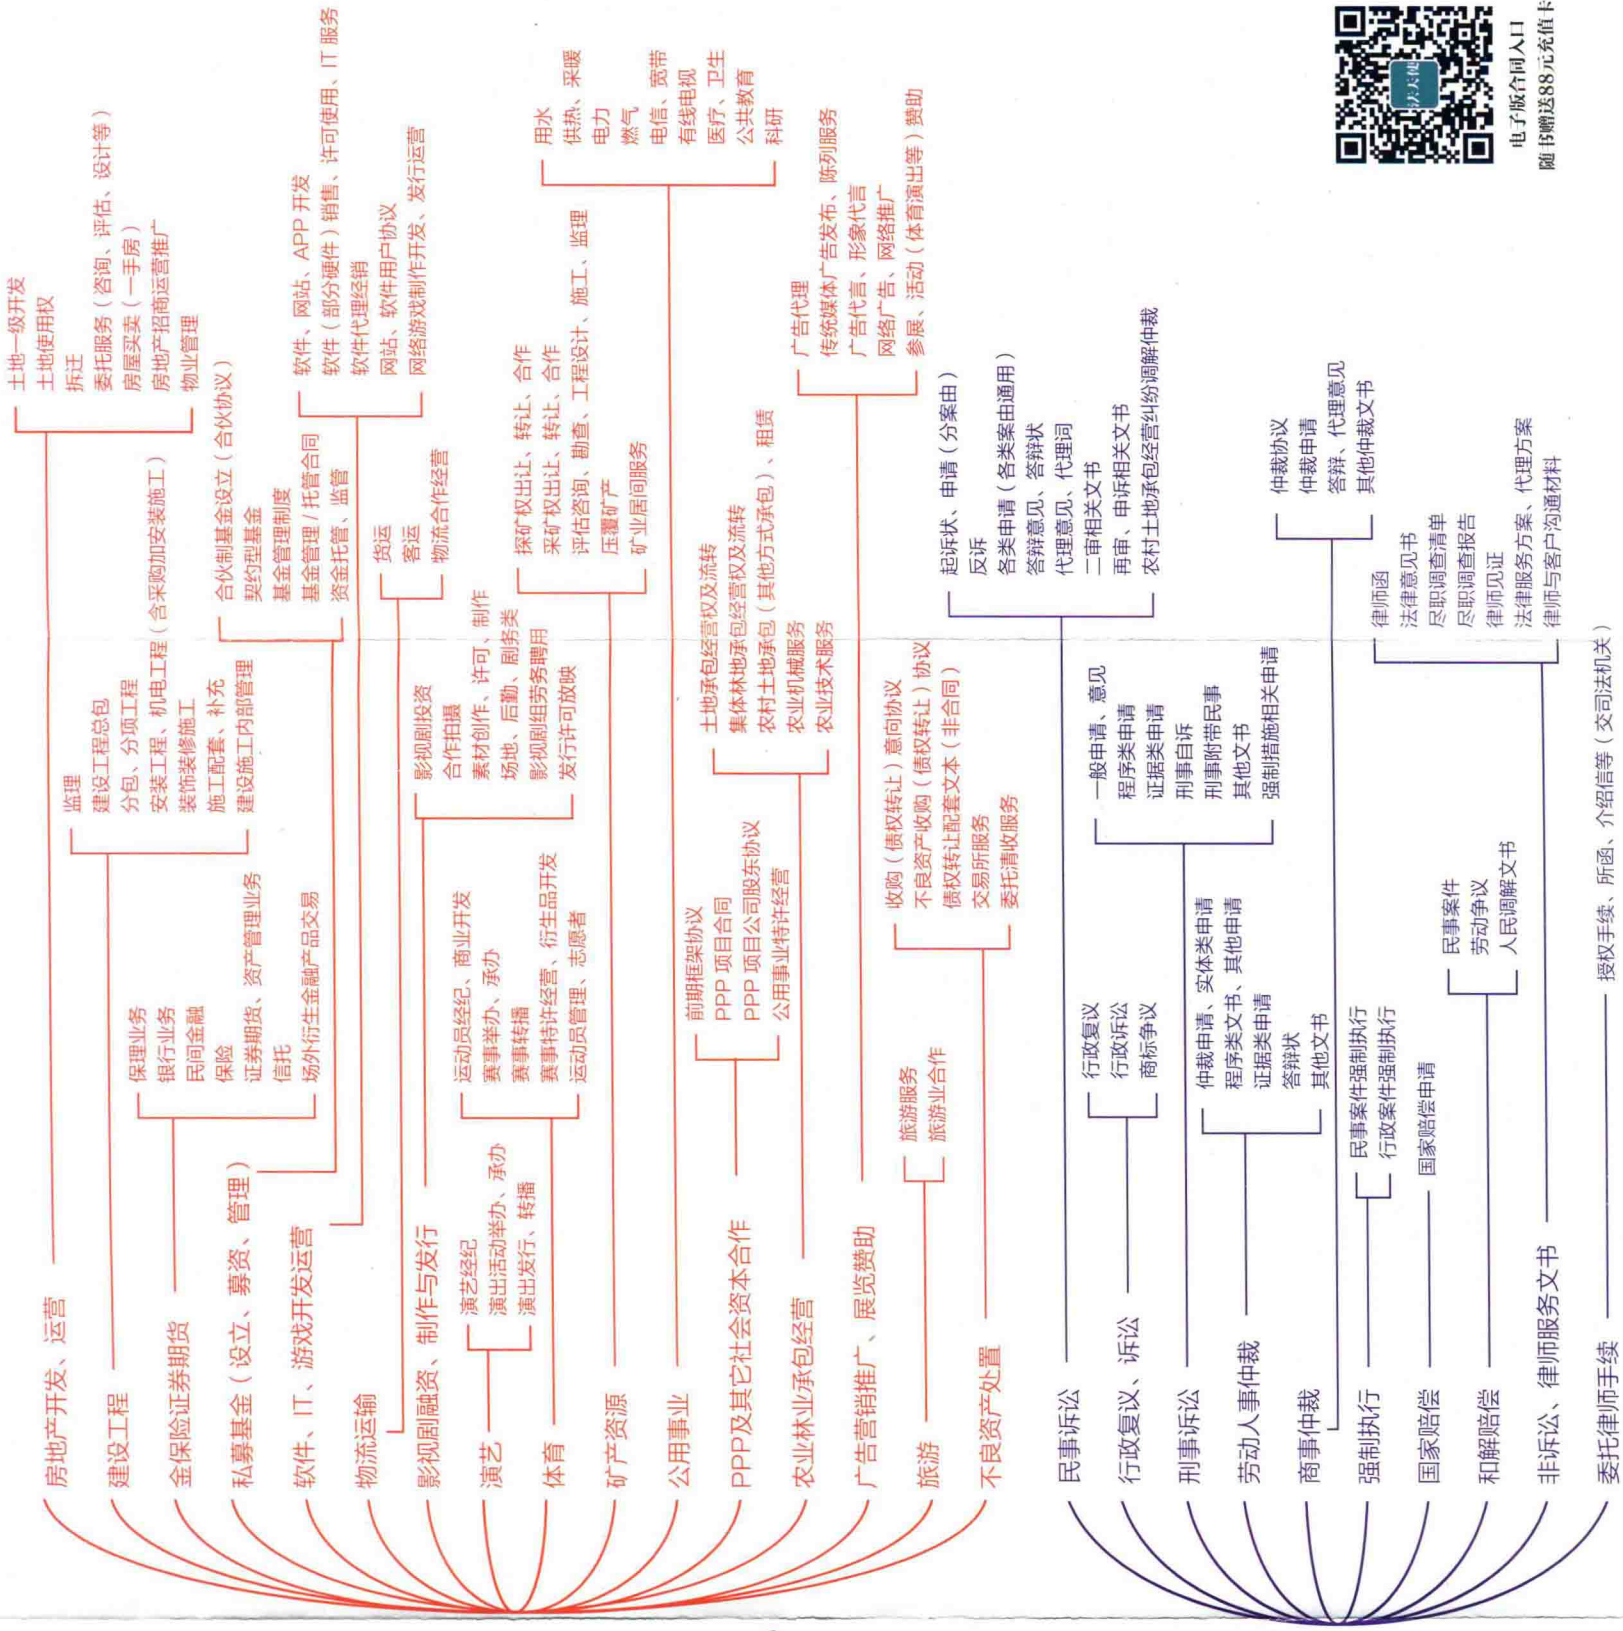 房地产开发、运营
土地一级开发
土地使用权
拆迁
委托服务（咨询、评估、设计等）
房屋买卖（一手房）
房地产招商运营推广
物业管理
建设工程
监理
建设工程总包
分包、分项工程
安装工程、机电工程（含采购加安装施工）
装饰装修施工
施工配套、补充
建设施工内部管理
金保险证券期货
保理业务
银行业务
民间金融
保险
证券期货、资产管理业务
信托
场外衍生金融产品交易
私募基金（设立、募资、管理）
合伙制基金设立（合伙协议）
契约型基金
基金管理制度
基金管理/托管合同
资金托管、监管
软件、IT、游戏开发运营
软件、网站、APP 开发
软件（部分硬件）销售、许可使用、IT 服务
软件代理经销
网站、软件用户协议
网络游戏制作开发、发行运营
物流运输
货运
客运
物流合作经营
影视剧融资、制作与发行
影视剧投资
合作拍摄
素材创作、许可、制作
场地、后勤、剧务类
影视剧组劳务聘用
发行许可放映
演艺
演艺经纪
演出活动举办、承办
演出发行、转播
体育
运动员经纪、商业开发
赛事举办、承办
赛事转播
赛事特许经营、衍生品开发
运动员管理、志愿者
矿产资源
探矿权出让、转让、合作
采矿权出让、转让、合作
评估咨询、勘查、工程设计、施工、监理
压覆矿产
矿业居间服务
公用事业
用水
供热、采暖
电力
燃气
电信、宽带
有线电视
医疗、卫生
公共教育
科研
PPP及其它社会资本合作
前期框架协议
PPP 项目合同
PPP 项目公司股东协议
公用事业特许经营
农业林业承包经营
土地承包经营权及流转
集体林地承包经营权及流转
农村土地承包（其他方式承包）、租赁
农业机械服务
农业技术服务
广告营销推广、展览赞助
广告代理
传统媒体广告发布、陈列服务
广告代言、形象代言
网络广告、网络推广
参展、活动（体育演出等）赞助
旅游
旅游服务
旅游业合作
不良资产处置
收购（债权转让）意向协议
不良资产收购（债权转让）协议
债权转让配套文本（非合同）
交易所服务
委托清收服务
民事诉讼
起诉状、申请（分案由）
反诉
各类申请（各类案由通用）
答辩意见、答辩状
代理意见、代理词
二审相关文书
再审、申诉相关文书
农村土地承包经营纠纷调解仲裁
行政复议、诉讼
行政复议
行政诉讼
商标争议
刑事诉讼
一般申请、意见
程序类申请
证据类申请
刑事自诉
刑事附带民事
其他文书
强制措施相关申请
劳动人事仲裁
仲裁申请、实体类申请
程序类文书、其他申请
证据类申请
答辩状
其他文书
商事仲裁
仲裁协议
仲裁申请
答辩、代理意见
其他仲裁文书
强制执行
民事案件强制执行
行政案件强制执行
国家赔偿
国家赔偿申请
和解赔偿
民事案件
劳动争议
人民调解文书
非诉讼、律师服务文书
律师函
法律意见书
尽职调查清单
尽职调查报告
律师见证
法律服务方案、代理方案
律师与客户沟通材料
委托律师手续
授权手续、所函、介绍信等（交司法机关）
法天使
电子版合同入口
随书赠送88元充值卡